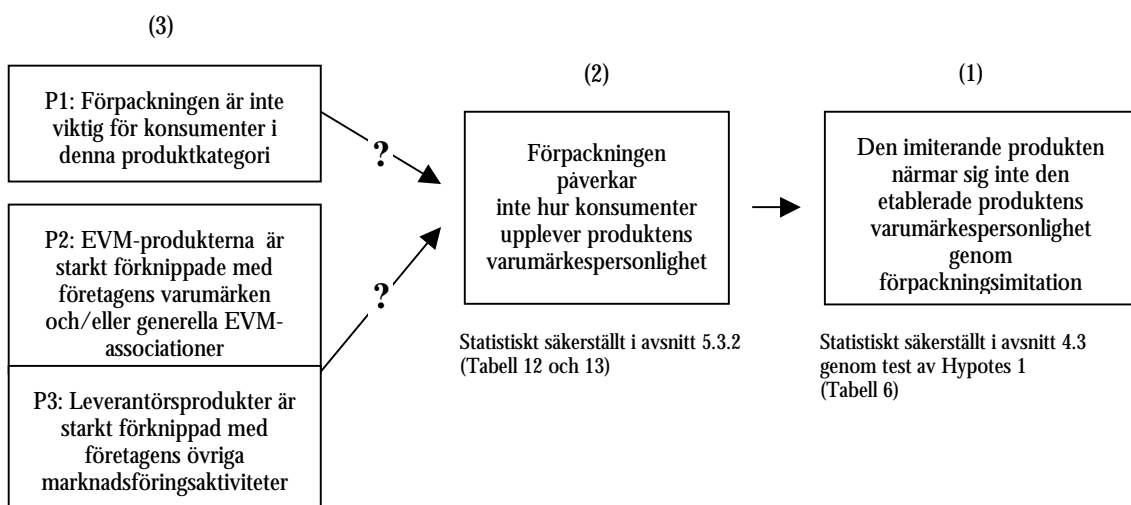 (3)
P1: Förpackningen är inte
viktig för konsumenter i
denna produktkategori
P2: EVM-produkterna är
starkt förknippade med
företagens varumärken
och/eller generella EVM-
associationer
P3: Leverantörsprodukter är
starkt förknippad med
företagens övriga
marknadsföringsaktiviteter
?
?
(2)
Förpackningen
påverkar
inte hur konsumenter
upplever produktens
varumärkespersonlighet
Statistiskt säkerställt i avsnitt 5.3.2
(Tabell 12 och 13)
(1)
Den imiterande produkten
närmar sig inte den
etablerade produktens
varumärkespersonlighet
genom
förpackningsimitation
Statistiskt säkerställt i avsnitt 4.3
genom test av Hypotes 1
(Tabell 6)